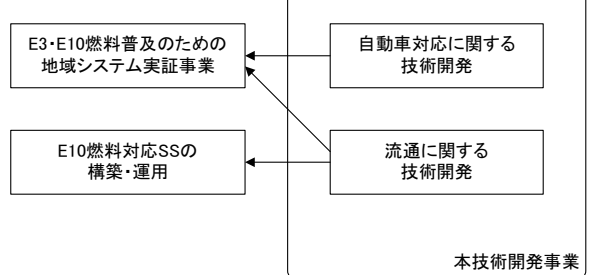 E3・E10燃料普及のための
地域システム実証事業
自動車対応に関する
技術開発
E10燃料対応SSの
構築・運用
流通に関する
技術開発
本技術開発事業